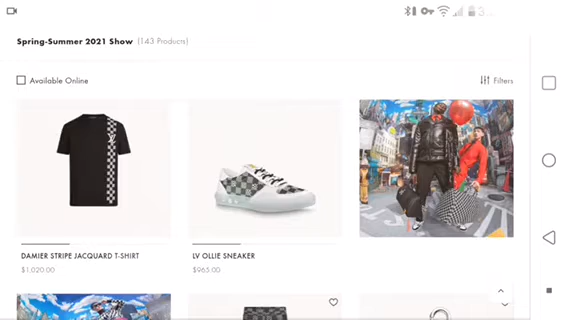 Spring-Summer 2021 Show (143 Products)
Available Online
Filters
DAMIER STRIPE JACQUARD T-SHIRT
$1,020.00
LV OLLIE SNEAKER
$965.00